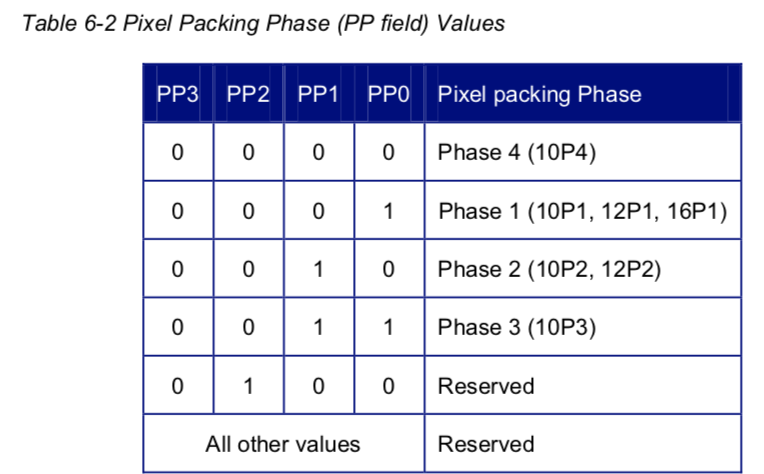 Table 6-2 Pixel Packing Phase (PP field) Values
PP3 PP2 PP1 PP0 Pixel packing Phase
0 0 0 0 Phase 4 (10P4)
0 0 0 1 Phase 1 (10P1, 12P1, 16P1)
0 0 1 0 Phase 2 (10P2, 12P2)
0 0 1 1 Phase 3 (10P3)
0 1 0 0 Reserved
All other values Reserved